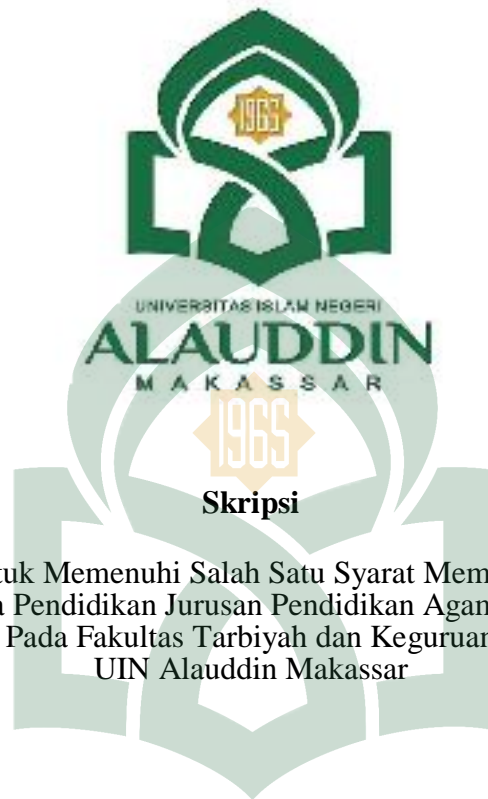 1965
UNIVERSITAS ISLAM NEGERI
ALAUDDIN
MAKASSAR
1965
Skripsi
Memenuhi Salah Satu Syarat
Pendidikan Jurusan Pendidikan
Pada Fakultas Tarbiyah dan Keguruan
UIN Alauddin Makassar